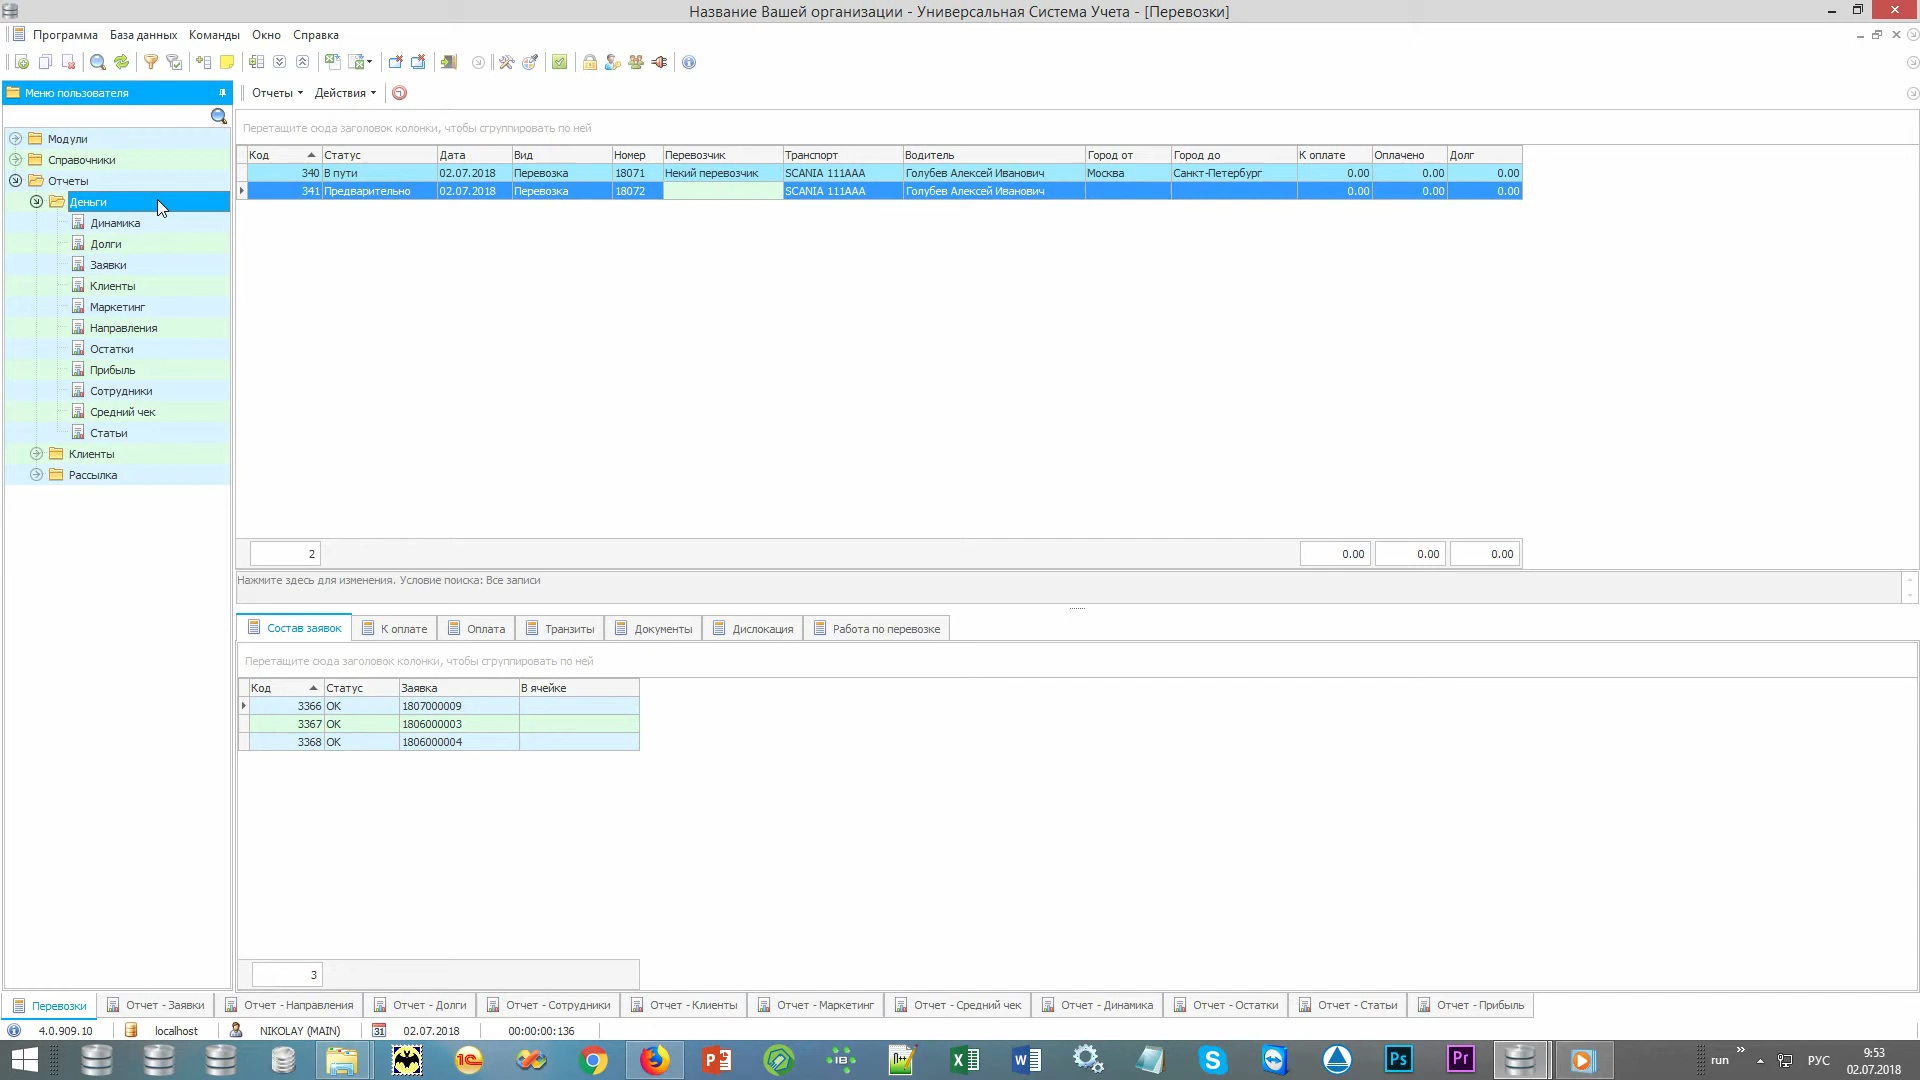 Название Вашей организации - Универсальная Система Учета - [Перевозки]
Программа База данных Команды Окно Справка
Меню пользователя
Отчеты Действия
Модули
Справочники
Отчеты
Деньги
Динамика
Долги
Заявки
Клиенты
Маркетинг
Направления
Остатки
Прибыль
Сотрудники
Средний чек
Статьи
Клиенты
Рассылка
Перетащите сюда заголовок колонки, чтобы сгруппировать по ней
Код Статус Дата Вид Номер Перевозчик Транспорт Водитель Город от Город до К оплате Оплачено Долг
340 В пути 02.07.2018 Перевозка 18071 Некий перевозчик SCANIA 111AAA Голубев Алексей Иванович Москва Санкт-Петербург 0.00 0.00 0.00
341 Предварительно 02.07.2018 Перевозка 18072 SCANIA 111AAA Голубев Алексей Иванович 0.00 0.00 0.00
2 0.00 0.00 0.00
Нажмите здесь для изменения. Условие поиска: Все записи
Состав заявок К оплате Оплата Транзиты Документы Дислокация Работа по перевозке
Перетащите сюда заголовок колонки, чтобы сгруппировать по ней
Код Статус Заявка В ячейке
3366 OK 1807000009
3367 OK 1806000003
3368 OK 1806000004
3
Перевозки Отчет - Заявки Отчет - Направления Отчет - Долги Отчет - Сотрудники Отчет - Клиенты Отчет - Маркетинг Отчет - Средний чек Отчет - Динамика Отчет - Остатки Отчет - Статьи Отчет - Прибыль
4.0.909.10 localhost NIKOLAY (MAIN) 31 02.07.2018 00:00:00:136
1С IB n++ Ps Pr run РУС 9:53
02.07.2018